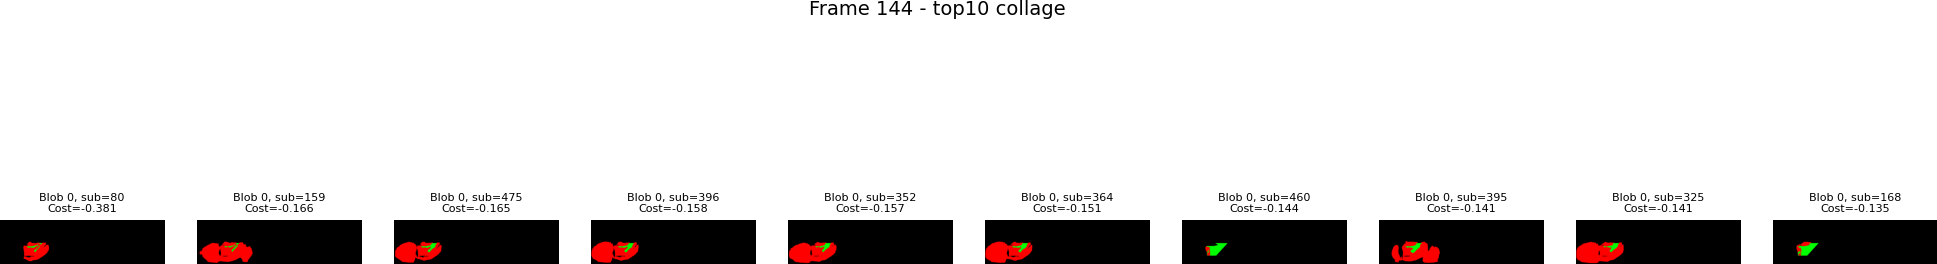 Frame 144 - top10 collage
Blob 0, sub=80
Cost=-0.381
Blob 0, sub=159
Cost=-0.166
Blob 0, sub=475
Cost=-0.165
Blob 0, sub=396
Cost=-0.158
Blob 0, sub=352
Cost=-0.157
Blob 0, sub=364
Cost=-0.151
Blob 0, sub=460
Cost=-0.144
Blob 0, sub=395
Cost=-0.141
Blob 0, sub=325
Cost=-0.141
Blob 0, sub=168
Cost=-0.135